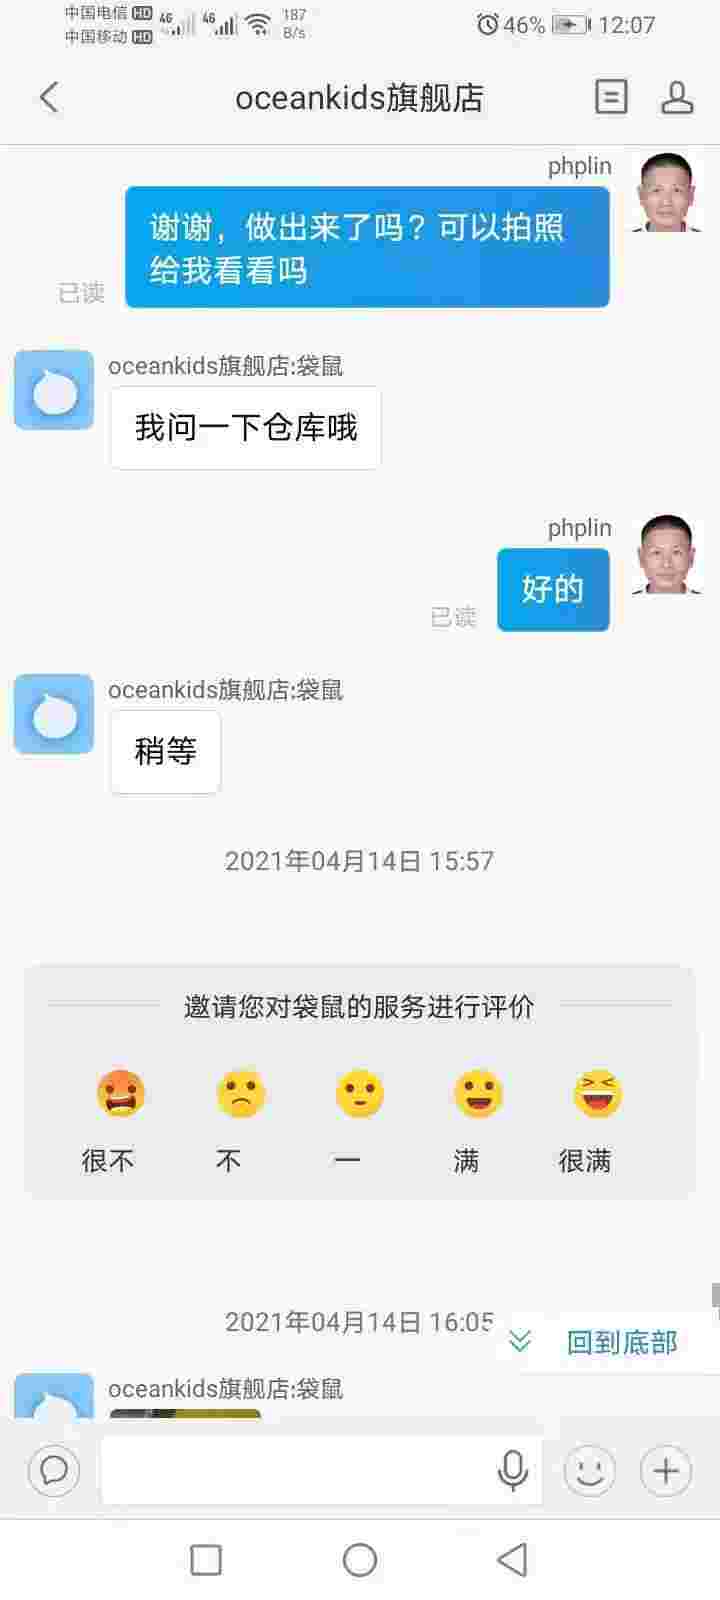 中国电信 HD 4G 4G 187 46% 12:07
中国移动 HD B/s
oceankids旗舰店
phplin
谢谢，做出来了吗？可以拍照
给我看看吗
已读
oceankids旗舰店:袋鼠
我问一下仓库哦
phplin
好的
已读
oceankids旗舰店:袋鼠
稍等
2021年04月14日 15:57
邀请您对袋鼠的服务进行评价
很不 不 一 满 很满
2021年04月14日 16:05
回到底部
oceankids旗舰店:袋鼠